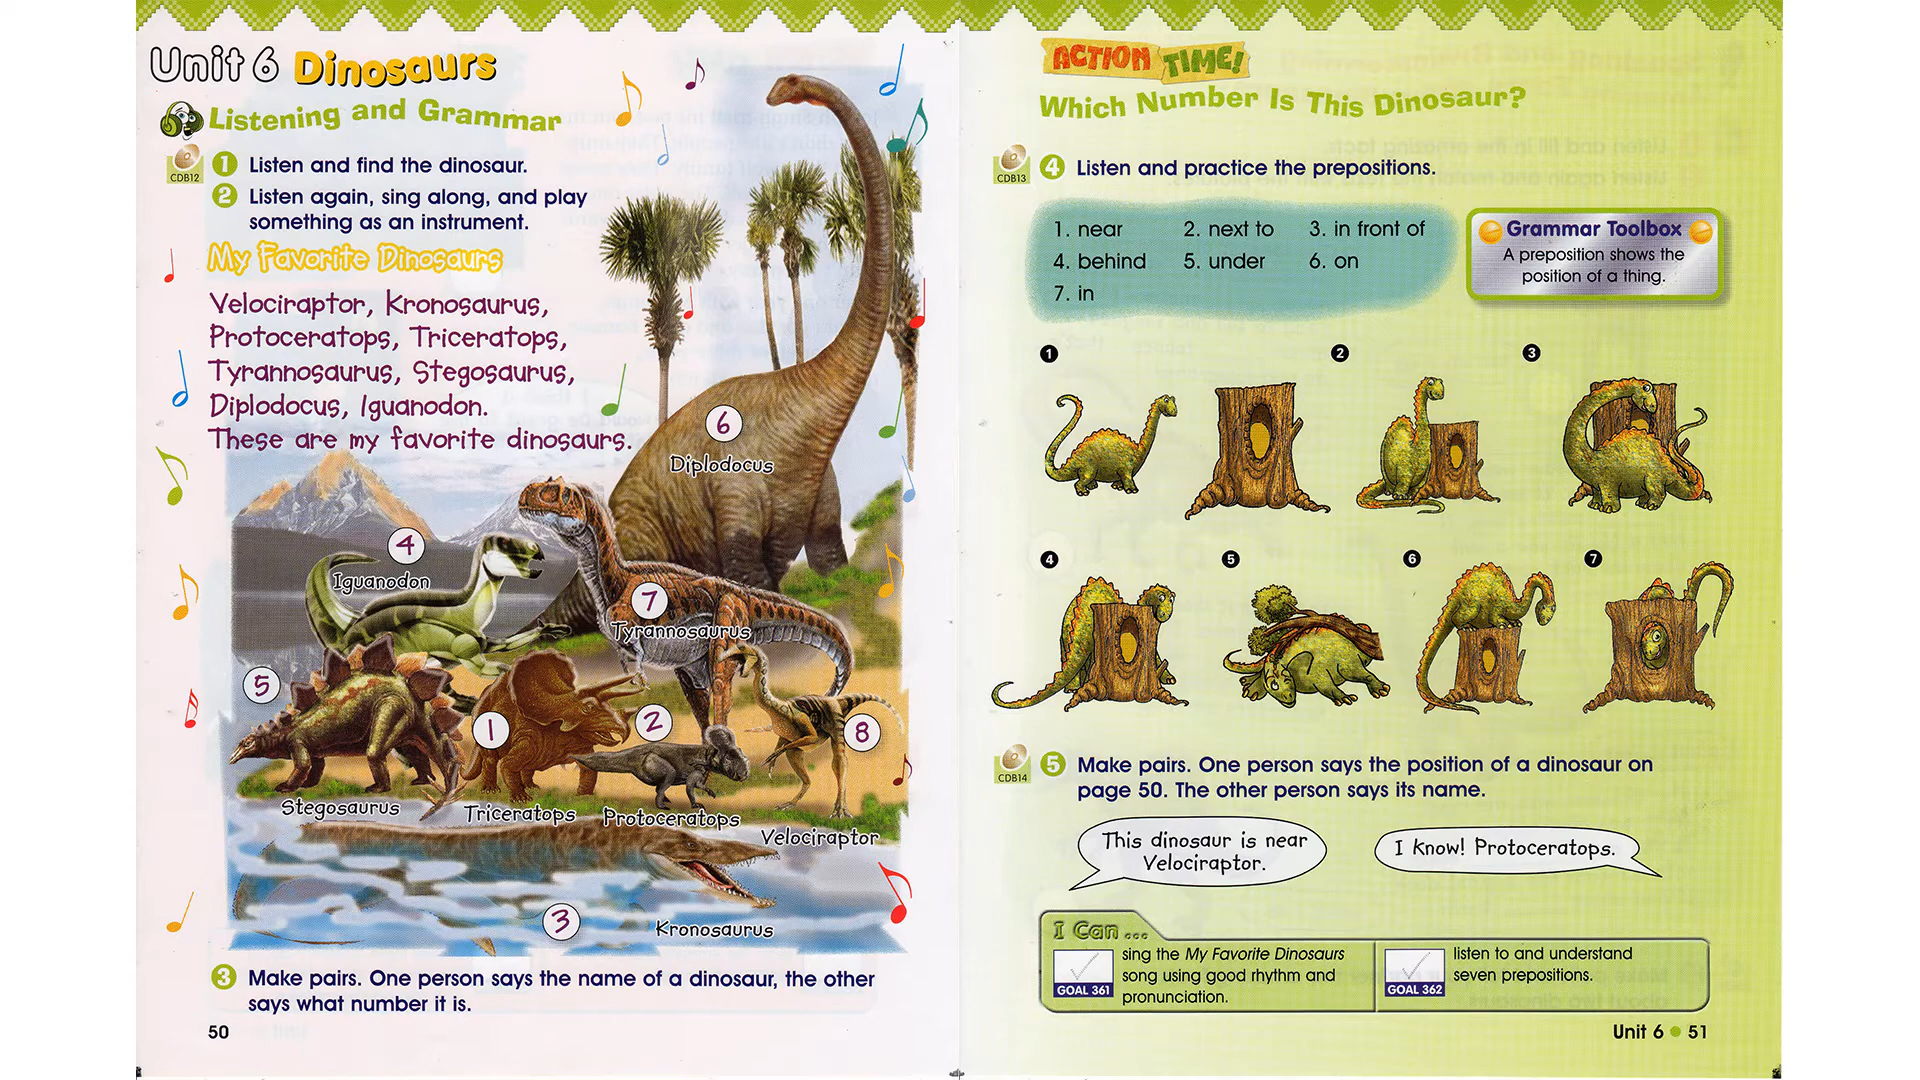 Unit 6 Dinosaurs
Listening and Grammar
CDB12
1 Listen and find the dinosaur.
2 Listen again, sing along, and play
something as an instrument.
My Favorite Dinosaurs
Velociraptor, Kronosaurus,
Protoceratops, Triceratops,
Tyrannosaurus, Stegosaurus,
Diplodocus, Iguanodon.
These are my favorite dinosaurs.
6
Diplodocus
4
Iguanodon
7
Tyrannosaurus
5
1
2
8
Stegosaurus
Triceratops
Protoceratops
Velociraptor
3
Kronosaurus
3 Make pairs. One person says the name of a dinosaur, the other
says what number it is.
50
ACTION TIME!
Which Number Is This Dinosaur?
CDB13
4 Listen and practice the prepositions.
1. near 2. next to 3. in front of
4. behind 5. under 6. on
7. in
Grammar Toolbox
A preposition shows the
position of a thing.
1 2 3
4 5 6 7
CDB14
5 Make pairs. One person says the position of a dinosaur on
page 50. The other person says its name.
This dinosaur is near
Velociraptor.
I Know! Protoceratops.
I Can ...
GOAL 361
sing the My Favorite Dinosaurs
song using good rhythm and
pronunciation.
GOAL 362
listen to and understand
seven prepositions.
Unit 6 • 51